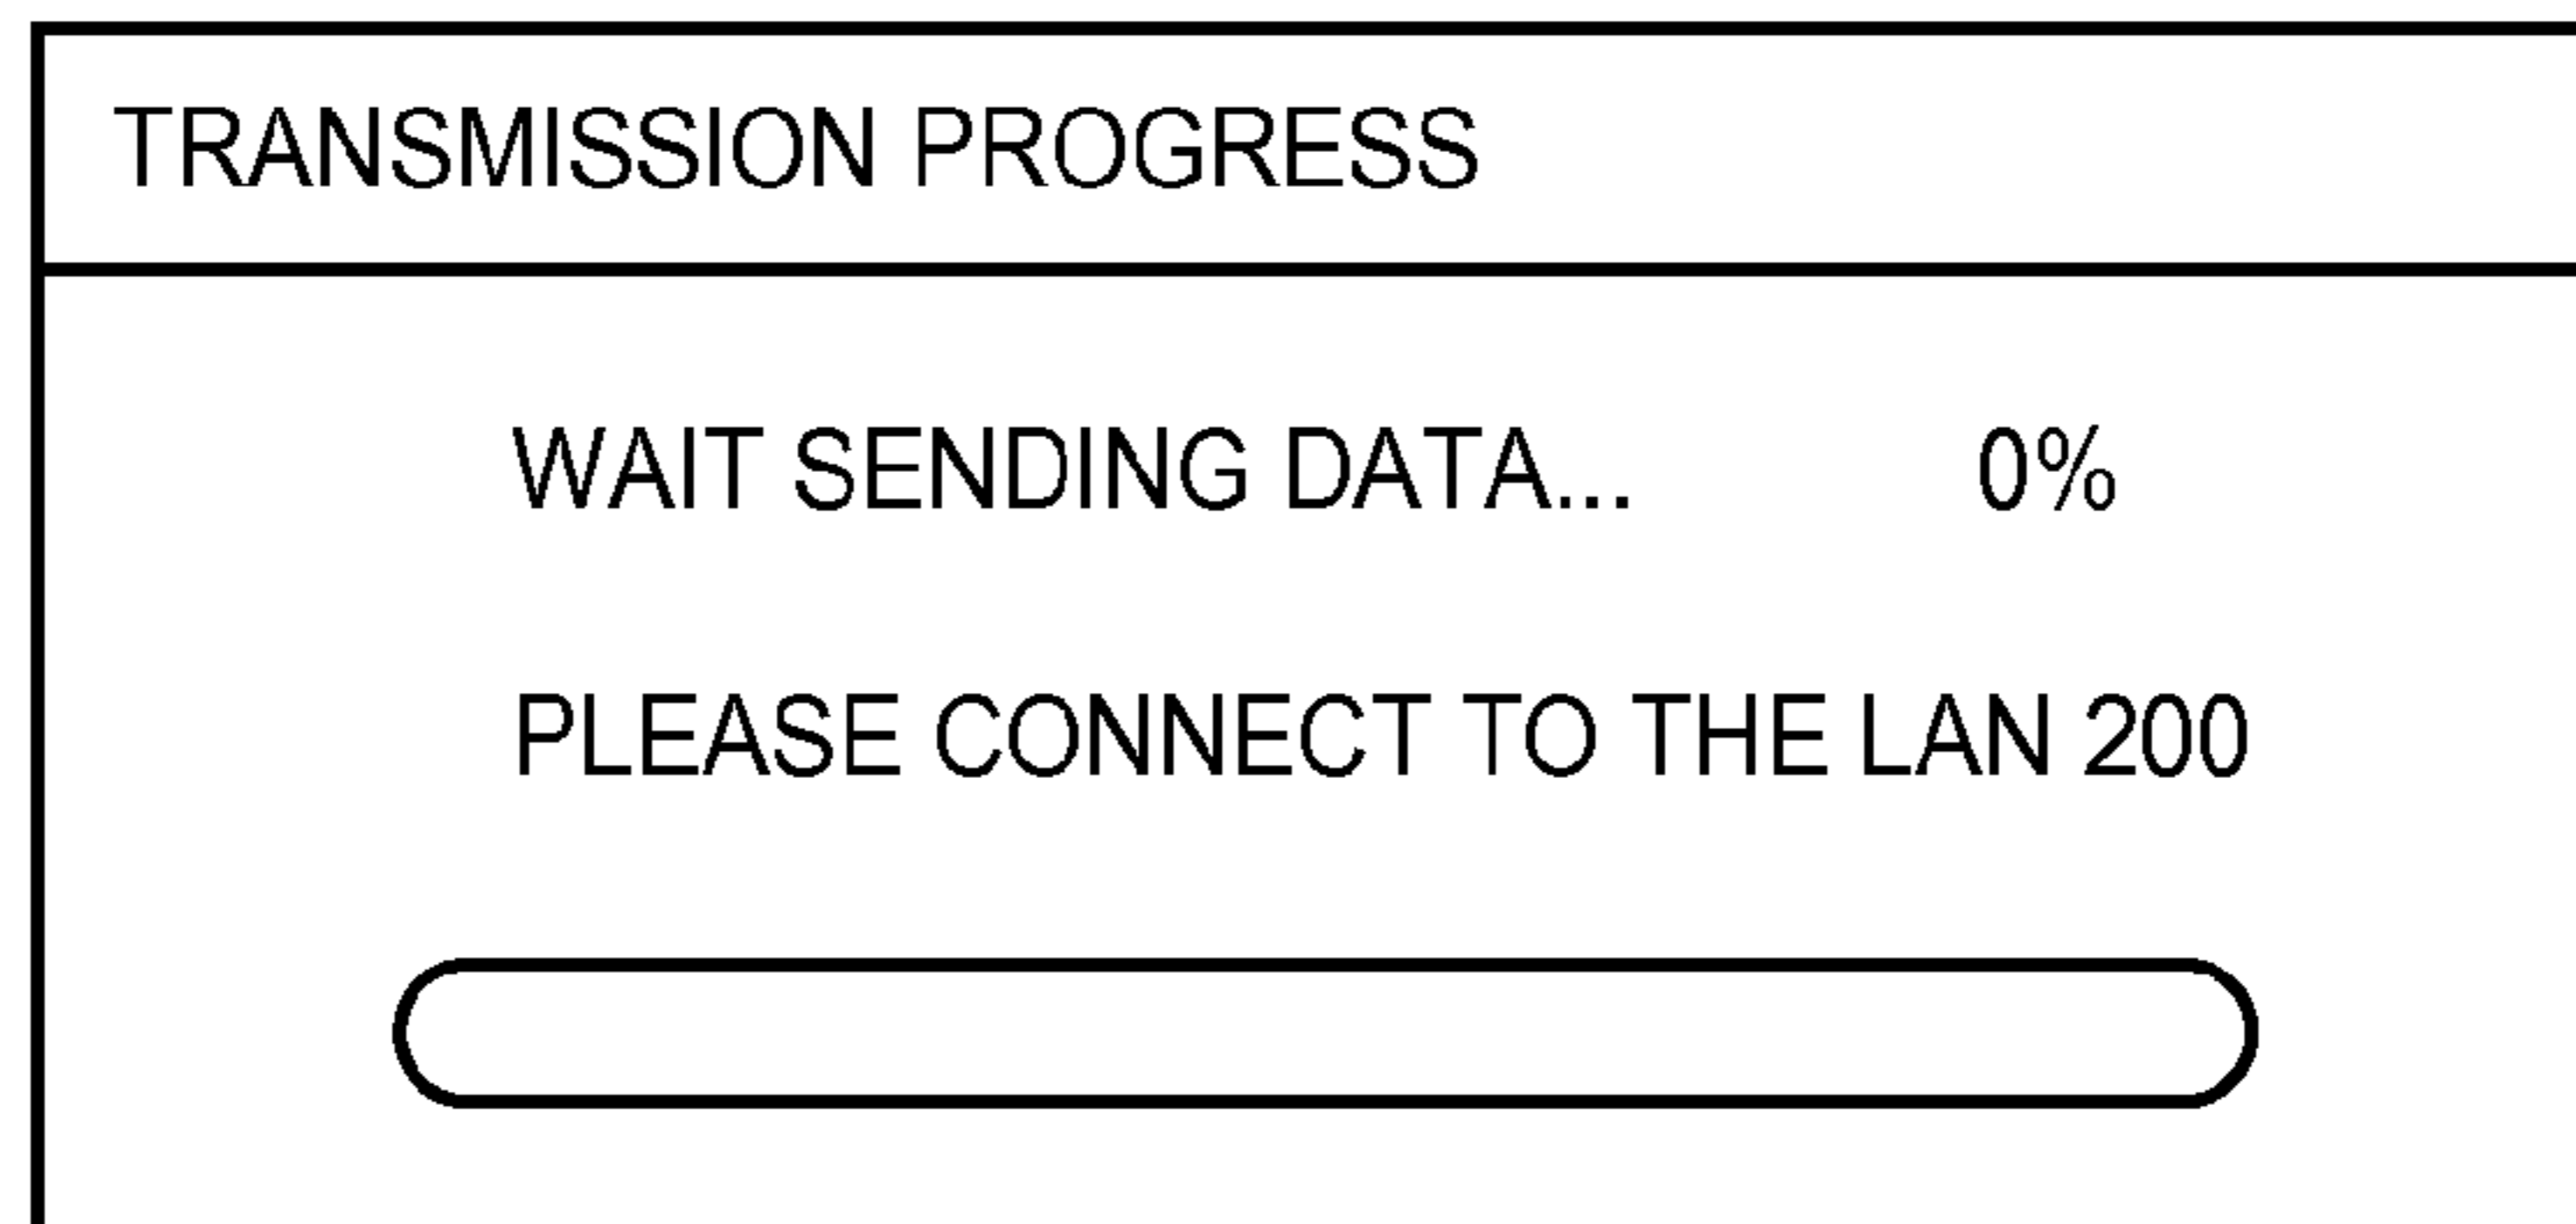 TRANSMISSION PROGRESS
WAIT SENDING DATA... 0%
PLEASE CONNECT TO THE LAN 200